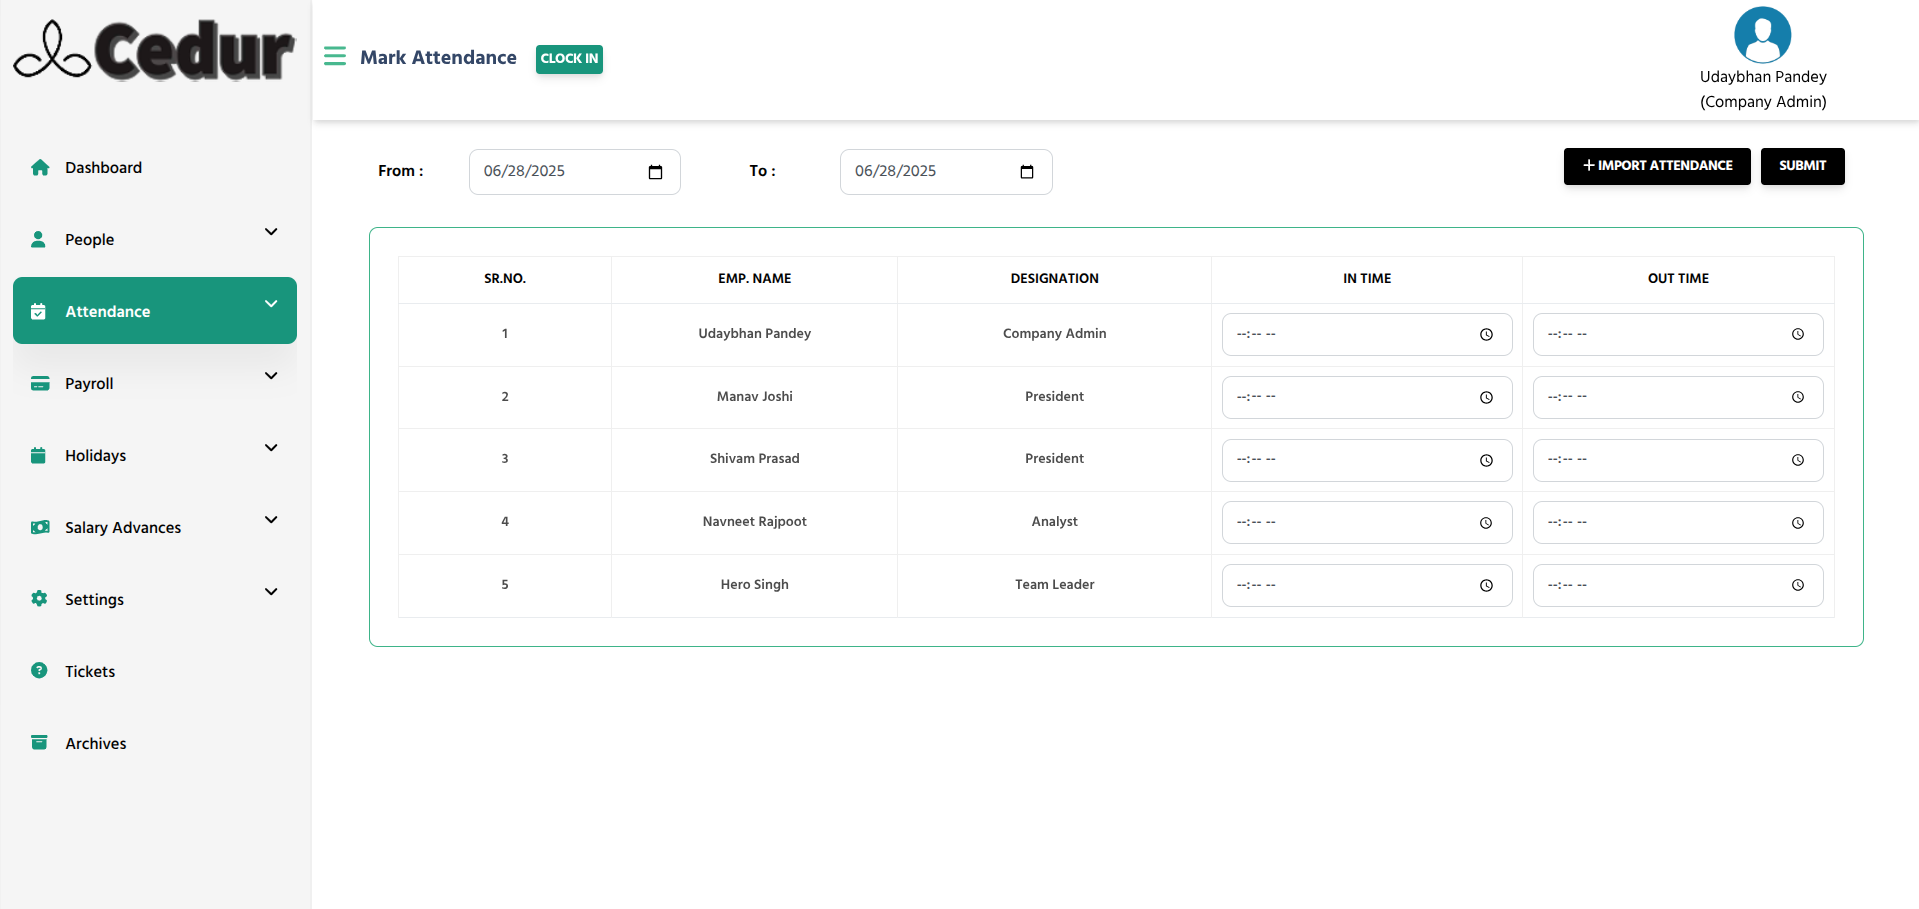 Cedur
Mark Attendance
CLOCK IN
Udaybhan Pandey
(Company Admin)
Dashboard
People
Attendance
Payroll
Holidays
Salary Advances
Settings
Tickets
Archives
From : 06/28/2025 To : 06/28/2025
+ IMPORT ATTENDANCE SUBMIT
SR.NO. EMP. NAME DESIGNATION IN TIME OUT TIME
1 Udaybhan Pandey Company Admin --:-- -- --:-- --
2 Manav Joshi President --:-- -- --:-- --
3 Shivam Prasad President --:-- -- --:-- --
4 Navneet Rajpoot Analyst --:-- -- --:-- --
5 Hero Singh Team Leader --:-- -- --:-- --